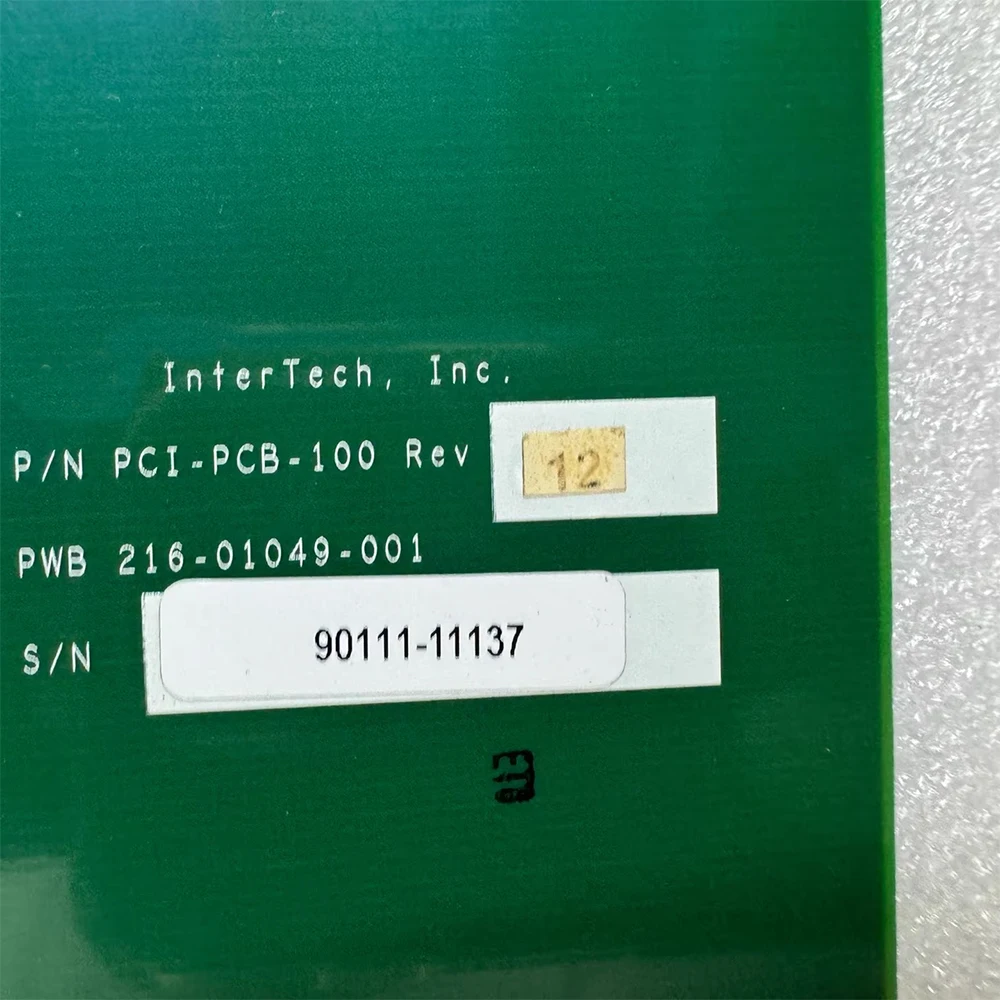 InterTech, Inc.
P/N PCI-PCB-100 Rev 12
PWB 216-01049-001
S/N 90111-11137